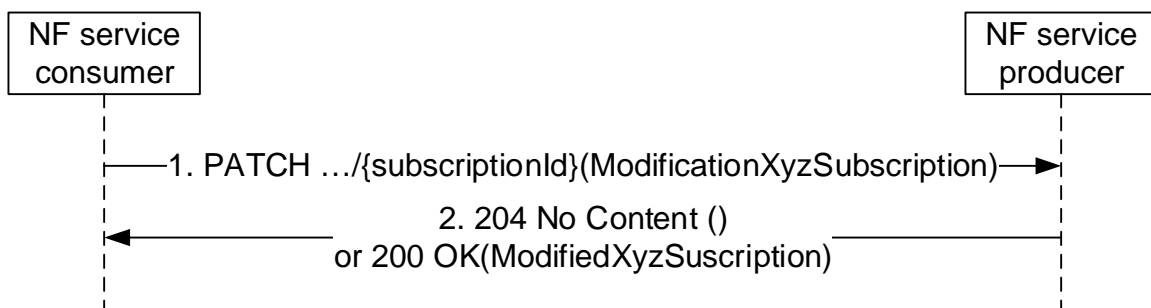 NF service
consumer
NF service
producer
1. PATCH …/{subscriptionId}(ModificationXyzSubscription)
2. 204 No Content ()
or 200 OK(ModifiedXyzSuscription)